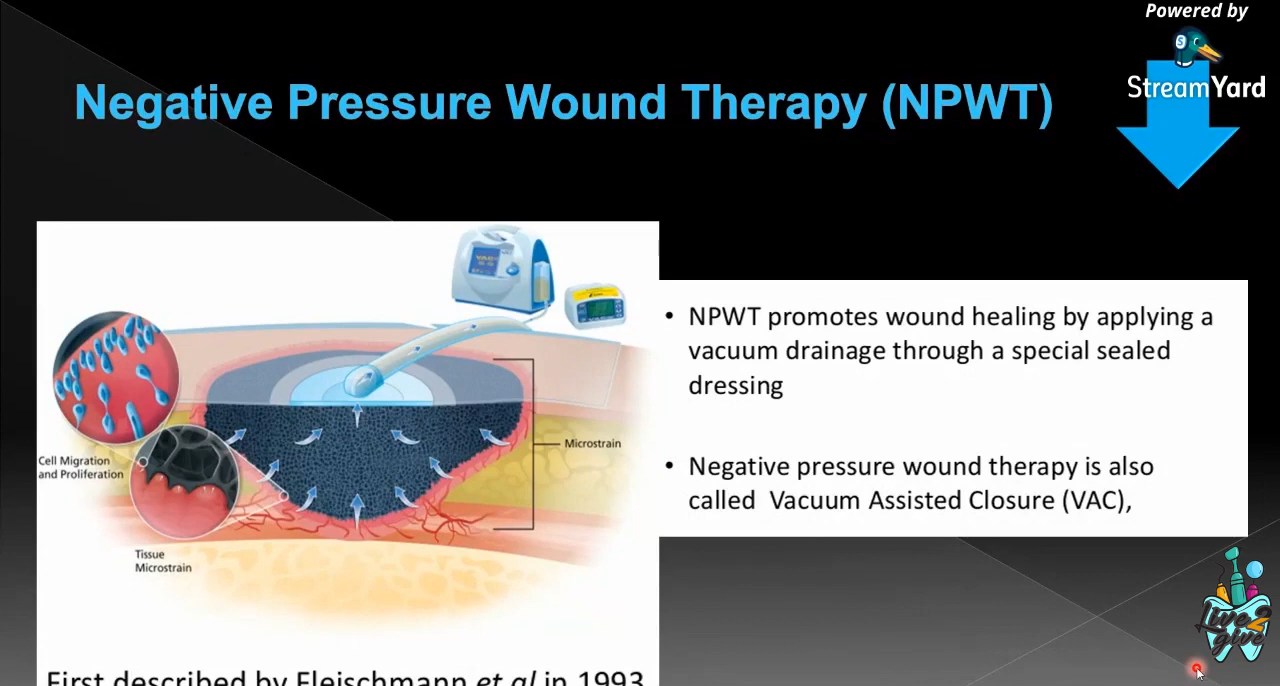 Powered by
StreamYard
Negative Pressure Wound Therapy (NPWT)
• NPWT promotes wound healing by applying a
vacuum drainage through a special sealed
dressing
• Negative pressure wound therapy is also
called Vacuum Assisted Closure (VAC),
Microstrain
Cell Migration
and Proliferation
Tissue
Microstrain
First described by Fleischmann et al in 1993
Live2
give